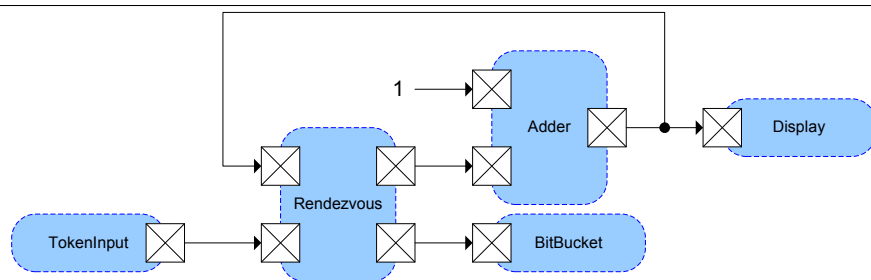 1
Adder
Display
Rendezvous
TokenInput
BitBucket